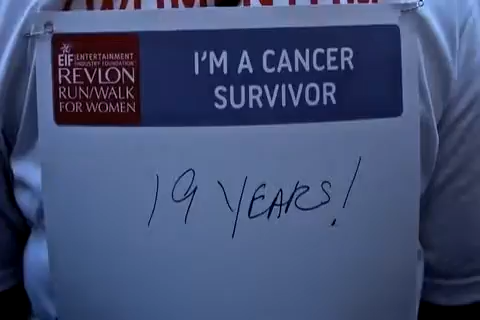 EIF ENTERTAINMENT
INDUSTRY FOUNDATION
REVLON
RUN/WALK
FOR WOMEN
I'M A CANCER
SURVIVOR
19 YEARS!